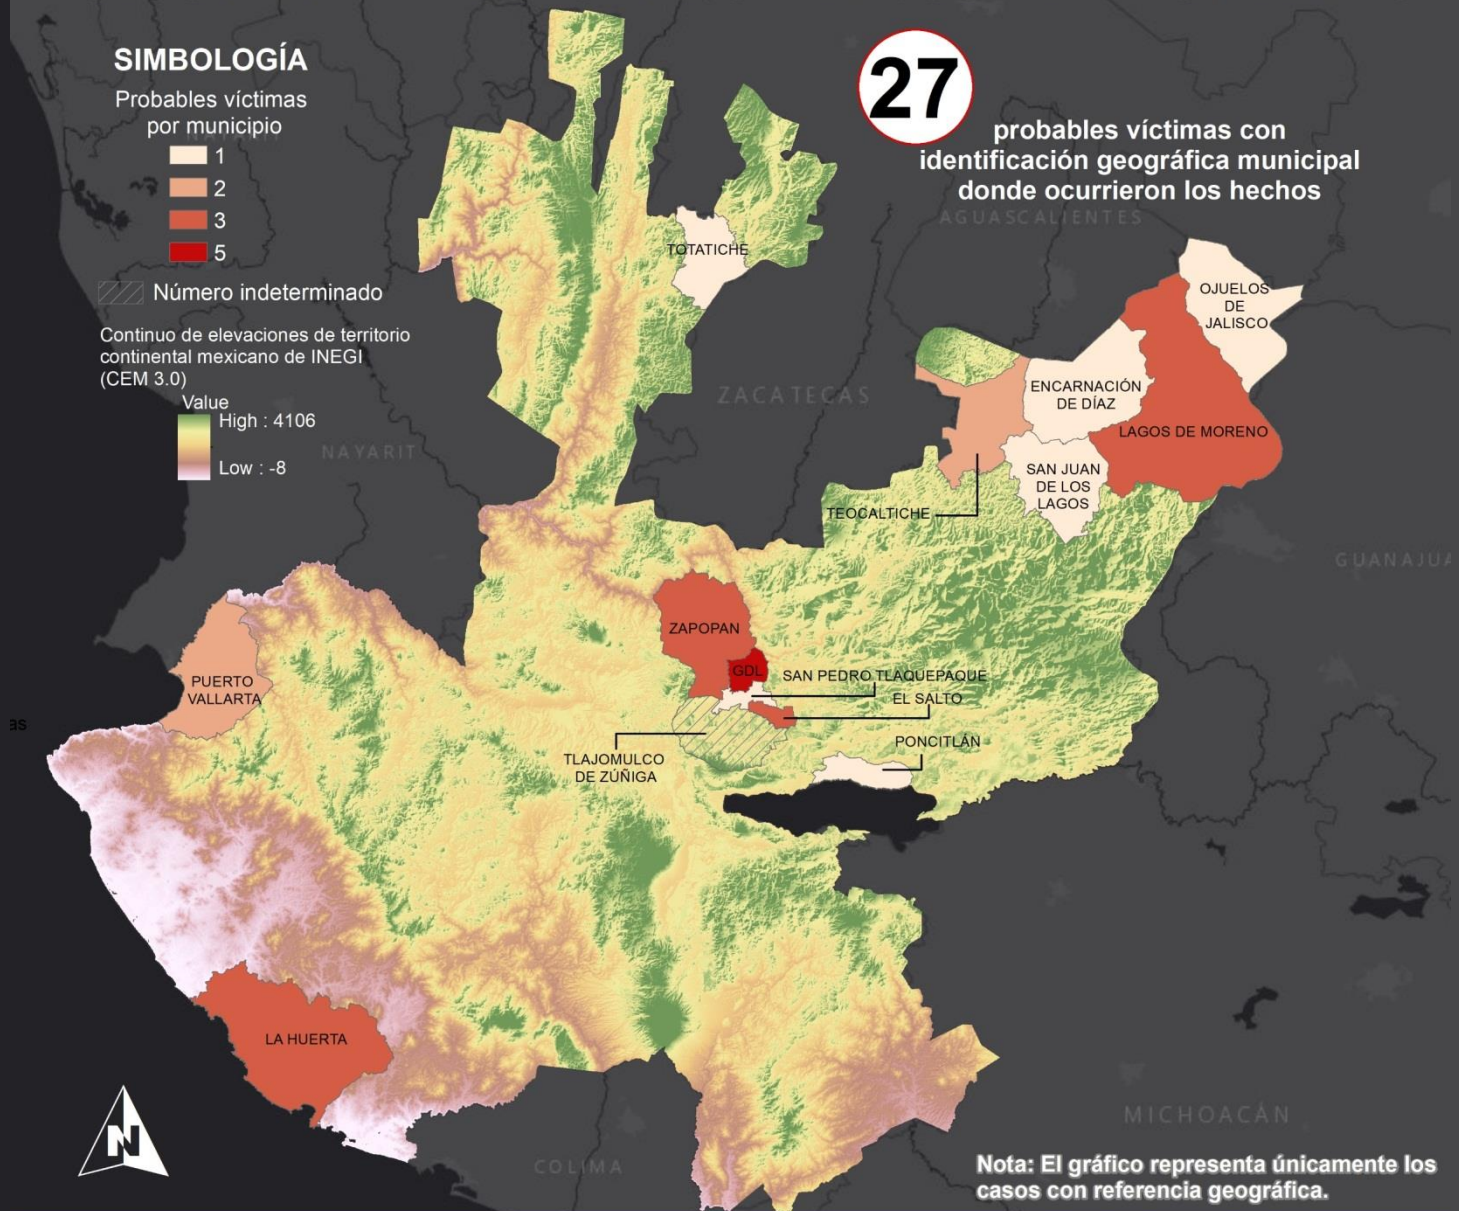 SIMBOLOGÍA
Probables víctimas
por municipio
1
2
3
5
Número indeterminado
Continuo de elevaciones de territorio
continental mexicano de INEGI
(CEM 3.0)
Value
High : 4106
Low : -8
27
probables víctimas con
identificación geográfica municipal
donde ocurrieron los hechos
AGUASCALIENTES
TOTATICHE
OJUELOS
DE
JALISCO
ZACATECAS
ENCARNACIÓN
DE DÍAZ
LAGOS DE MORENO
NAYARIT
SAN JUAN
DE LOS
LAGOS
TEOCALTICHE
GUANAJUA
ZAPOPAN
GDL
SAN PEDRO TLAQUEPAQUE
PUERTO
VALLARTA
EL SALTO
as
PONCITLÁN
TLAJOMULCO
DE ZÚÑIGA
LA HUERTA
MICHOACÁN
N
COLIMA
Nota: El gráfico representa únicamente los
casos con referencia geográfica.